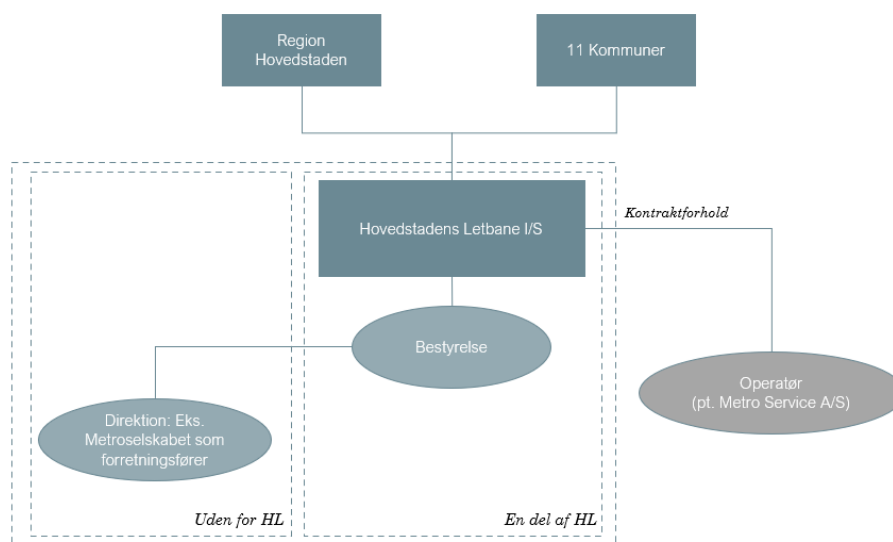 Region
Hovedstaden
11 Kommuner
Hovedstadens Letbane I/S
Kontraktforhold
Bestyrelse
Operatør
(pt. Metro Service A/S)
Direktion: Eks.
Metroselskabet som
forretningsfører
Uden for HL
En del af HL